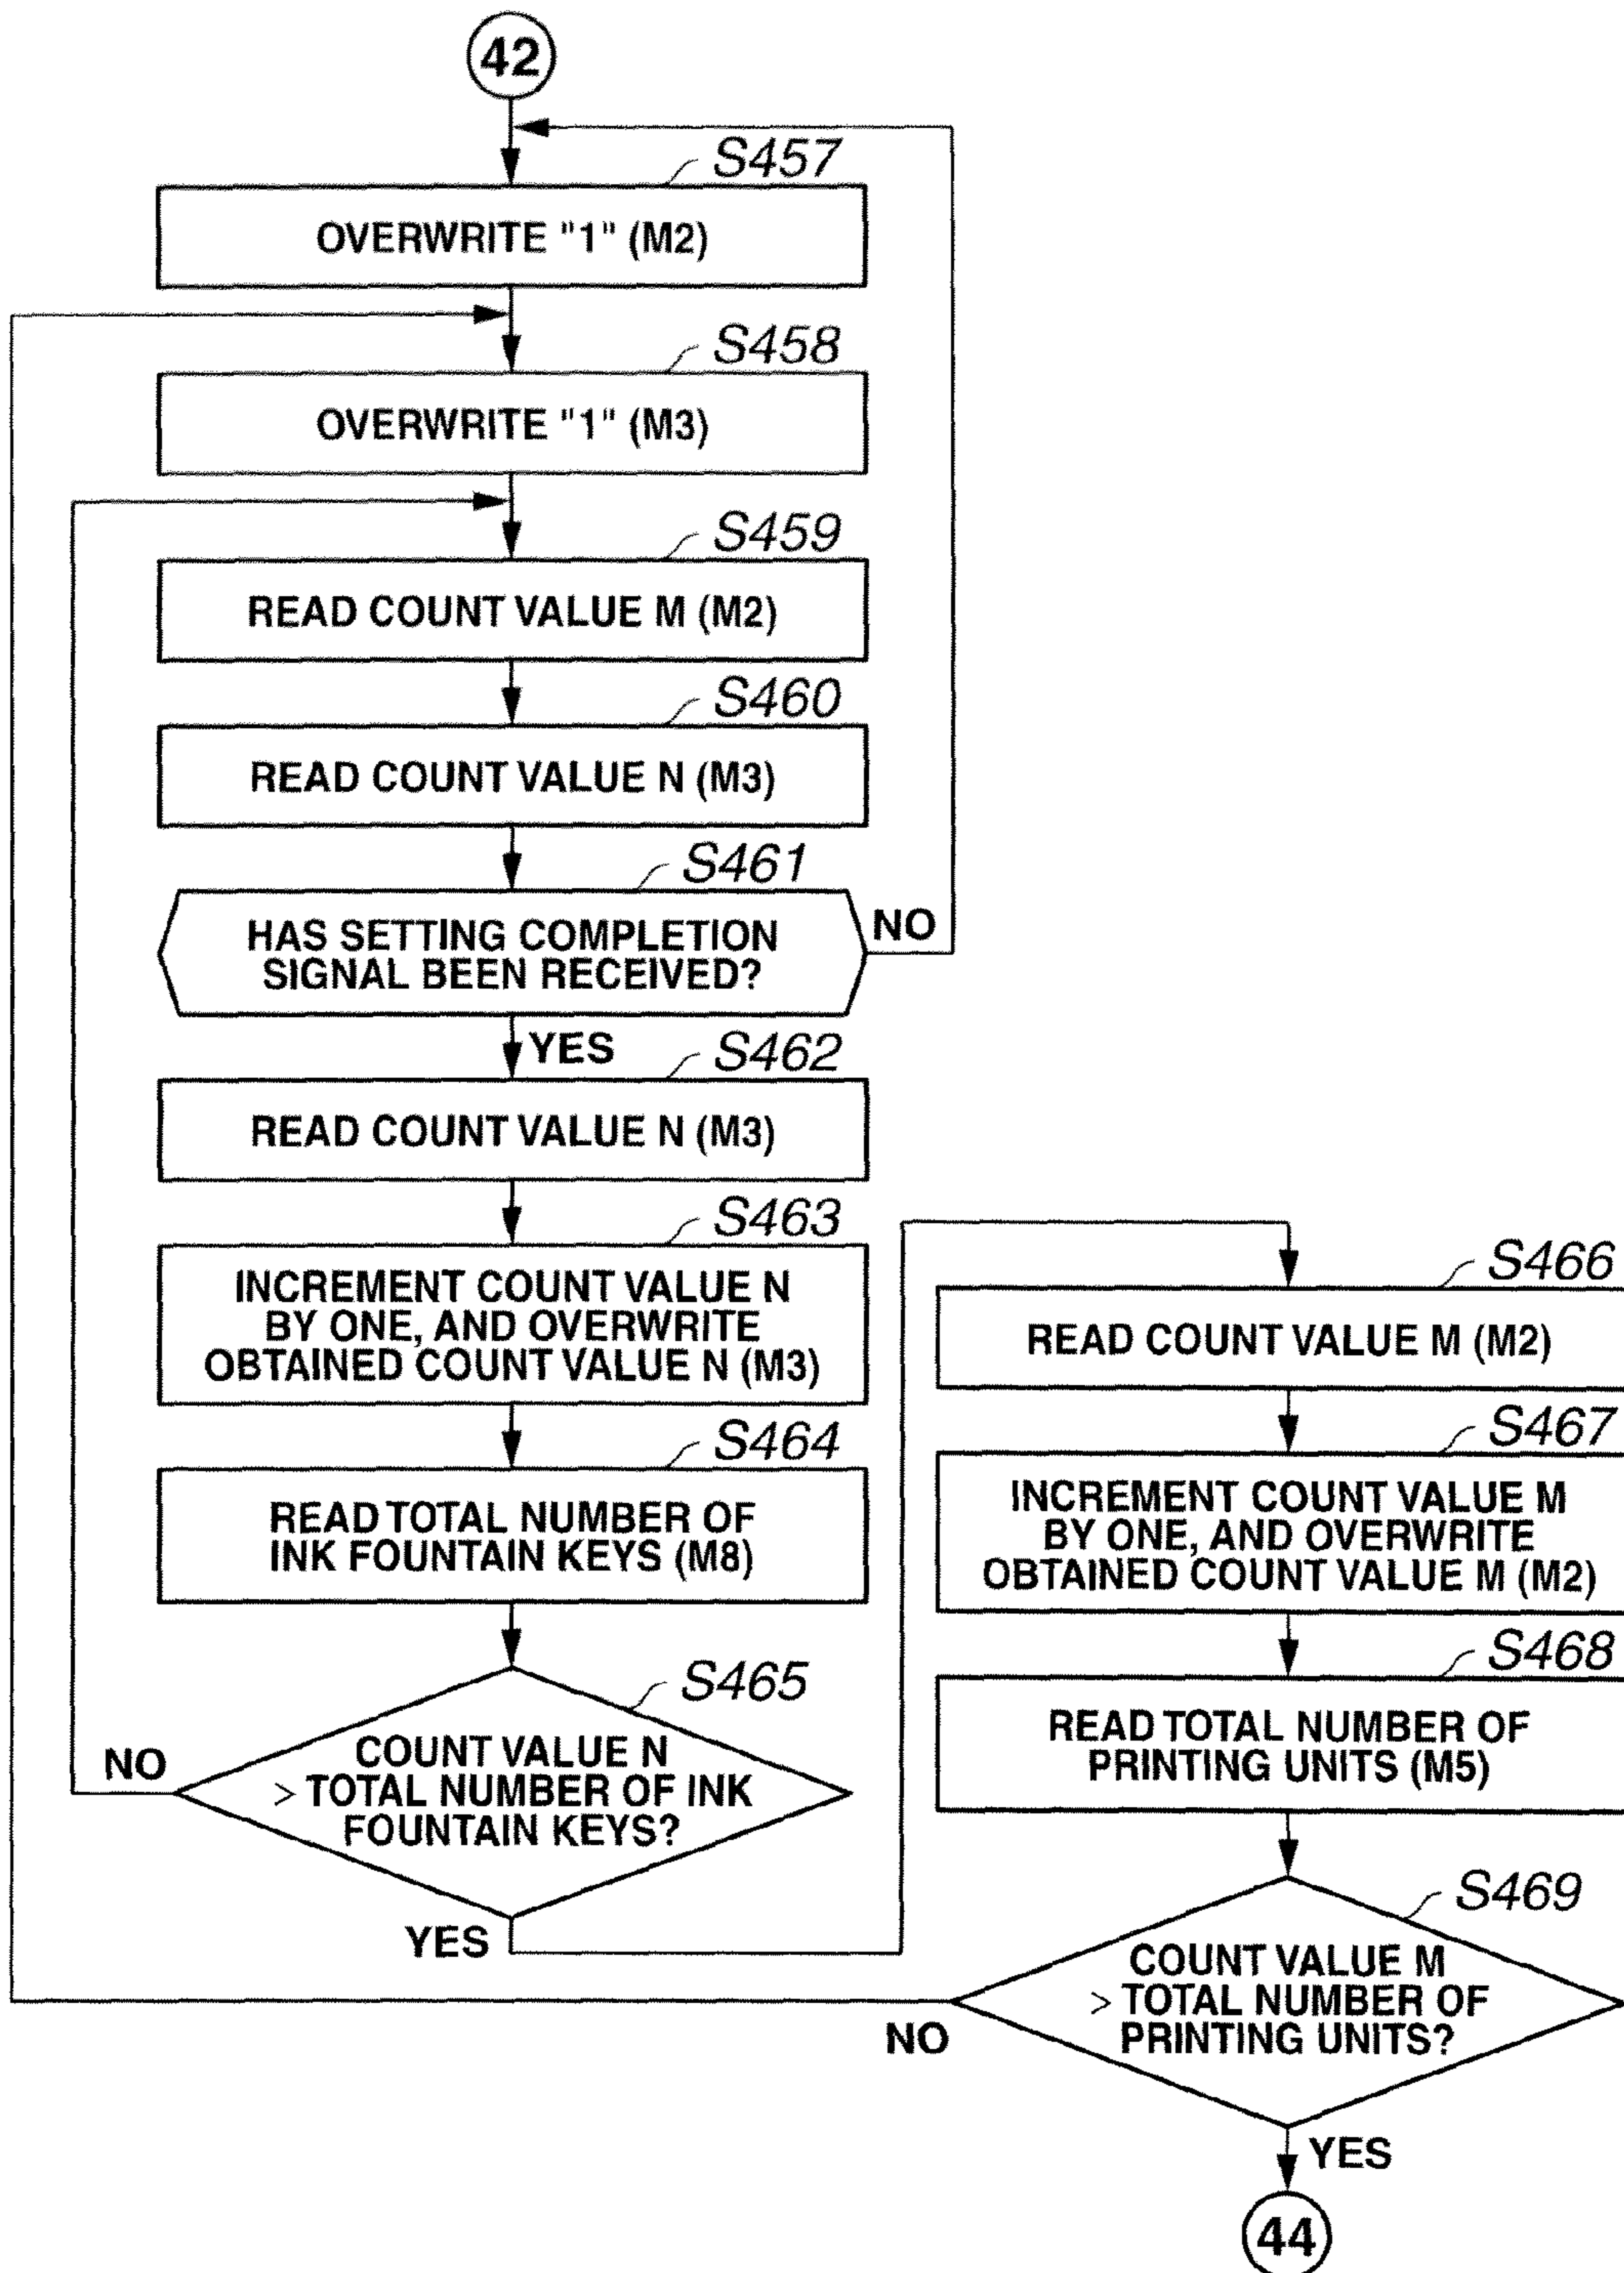 42
S457
OVERWRITE "1" (M2)
S458
OVERWRITE "1" (M3)
S459
READ COUNT VALUE M (M2)
S460
READ COUNT VALUE N (M3)
S461
HAS SETTING COMPLETION
SIGNAL BEEN RECEIVED?
NO
YES
S462
READ COUNT VALUE N (M3)
S463
INCREMENT COUNT VALUE N
BY ONE, AND OVERWRITE
OBTAINED COUNT VALUE N (M3)
S464
READ TOTAL NUMBER OF
INK FOUNTAIN KEYS (M8)
S465
COUNT VALUE N
> TOTAL NUMBER OF INK
FOUNTAIN KEYS?
NO
YES
S466
READ COUNT VALUE M (M2)
S467
INCREMENT COUNT VALUE M
BY ONE, AND OVERWRITE
OBTAINED COUNT VALUE M (M2)
S468
READ TOTAL NUMBER OF
PRINTING UNITS (M5)
S469
COUNT VALUE M
> TOTAL NUMBER OF
PRINTING UNITS?
NO
YES
44